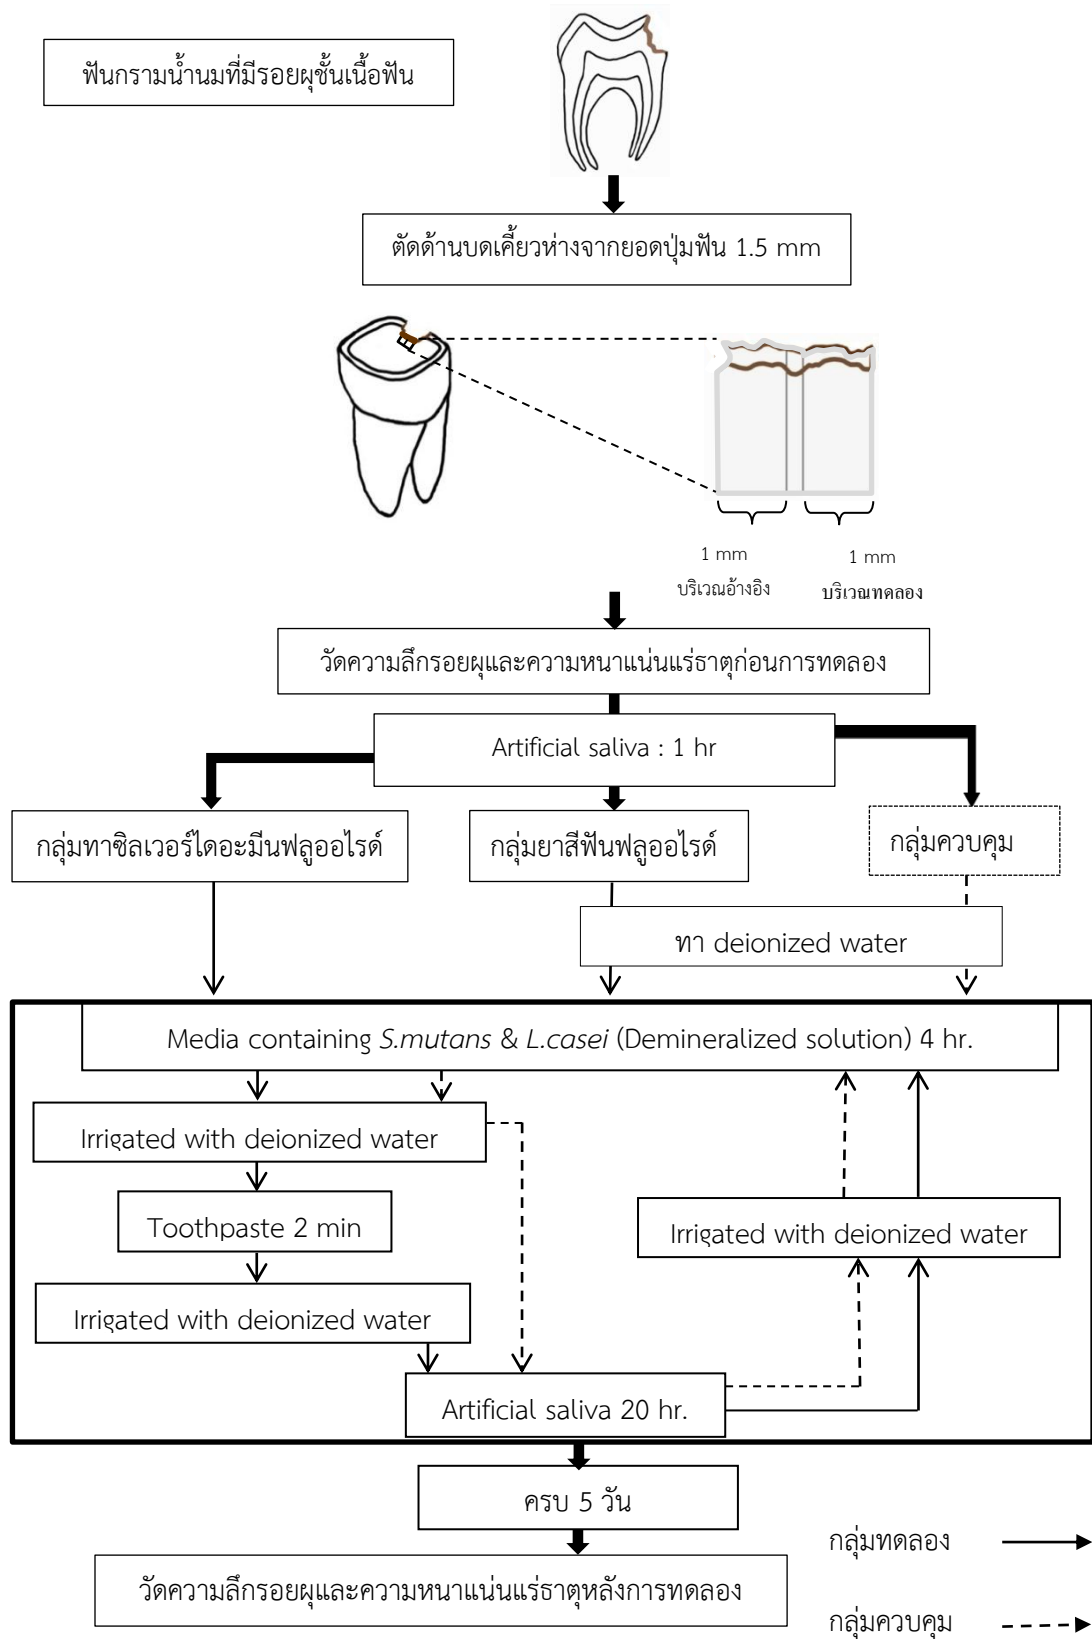 ฟันกรามน้ำนมที่มีรอยผุชั้นเนื้อฟัน
ตัดด้านบดเคี้ยวห่างจากยอดปุ่มฟัน 1.5 mm
1 mm
1 mm
บริเวณอ้างอิง
บริเวณทดลอง
วัดความลึกรอยผุและความหนาแน่นแร่ธาตุก่อนการทดลอง
Artificial saliva : 1 hr
กลุ่มทาซิลเวอร์ไดอะมีนฟลูออไรด์
กลุ่มยาสีฟันฟลูออไรด์
กลุ่มควบคุม
ทา deionized water
Media containing S.mutans & L.casei (Demineralized solution) 4 hr.
Irrigated with deionized water
Toothpaste 2 min
Irrigated with deionized water
Irrigated with deionized water
Artificial saliva 20 hr.
ครบ 5 วัน
กลุ่มทดลอง
วัดความลึกรอยผุและความหนาแน่นแร่ธาตุหลังการทดลอง
กลุ่มควบคุม